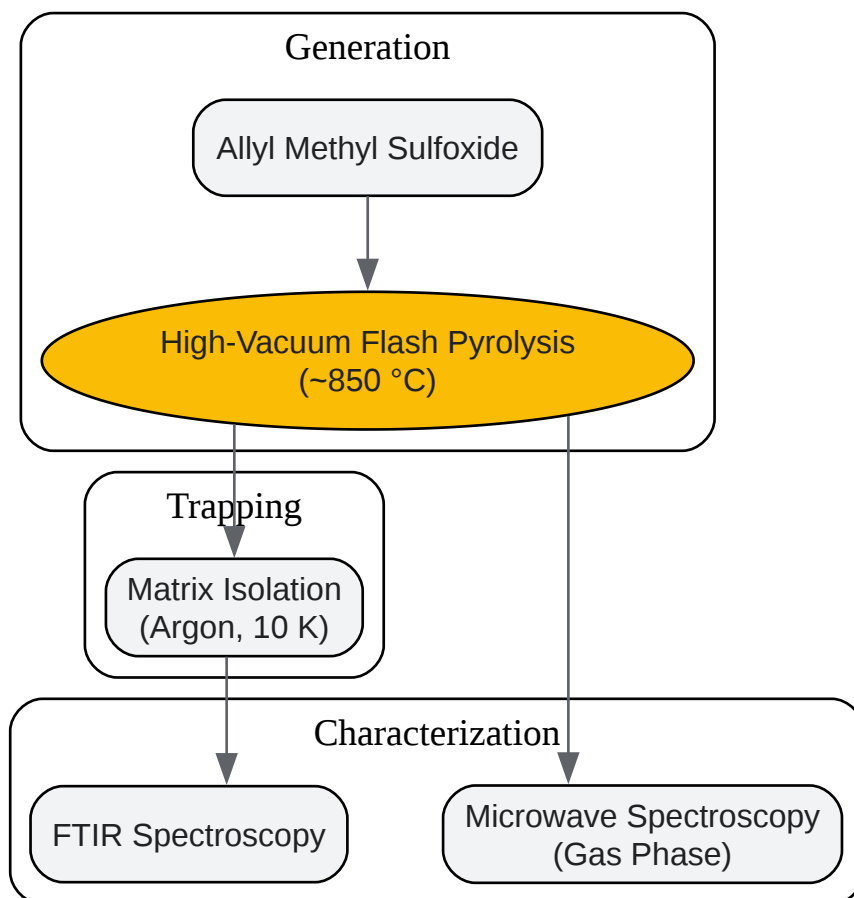 Generation
Allyl Methyl Sulfoxide
High-Vacuum Flash Pyrolysis
(~850 °C)
Trapping
Matrix Isolation
(Argon, 10 K)
Characterization
FTIR Spectroscopy
Microwave Spectroscopy
(Gas Phase)